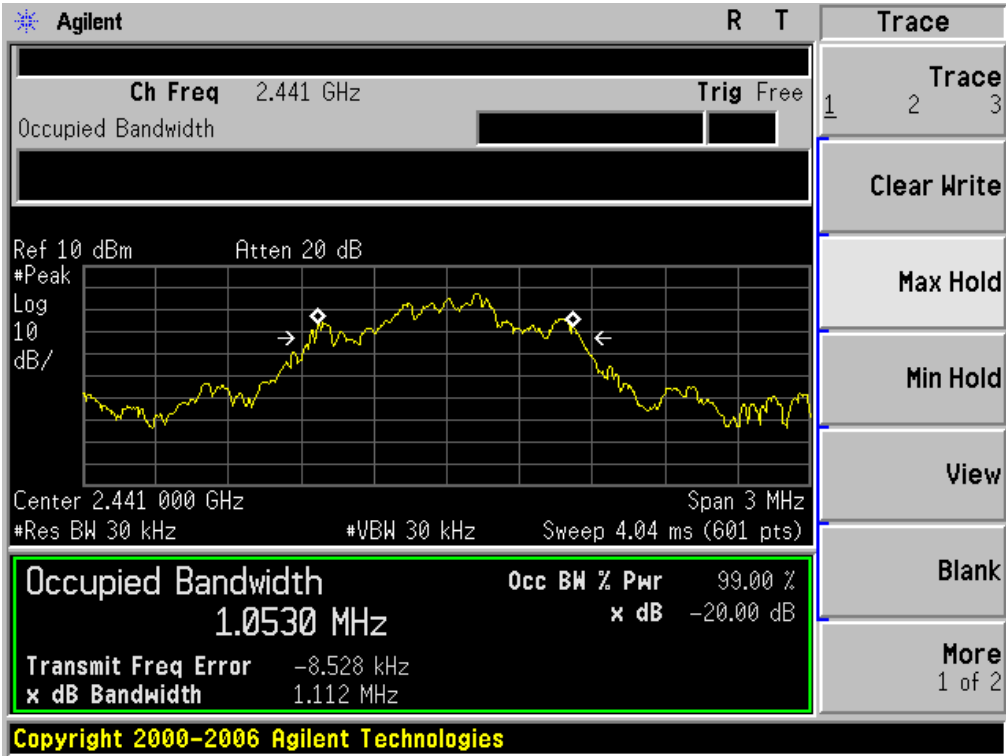 Agilent R T Trace
Ch Freq 2.441 GHz Trig Free
Occupied Bandwidth
Trace
1 2 3
Clear Write
Ref 10 dBm Atten 20 dB
#Peak
Log
10
dB/
Max Hold
Min Hold
View
Center 2.441 000 GHz Span 3 MHz
#Res BW 30 kHz #VBW 30 kHz Sweep 4.04 ms (601 pts)
Occupied Bandwidth Occ BW % Pwr 99.00 %
1.0530 MHz x dB -20.00 dB
Transmit Freq Error -8.528 kHz
x dB Bandwidth 1.112 MHz
Blank
More
1 of 2
Copyright 2000-2006 Agilent Technologies